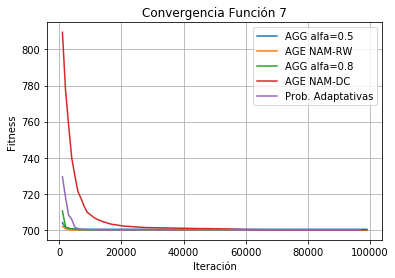 Convergencia Función 7
AGG alfa=0.5
AGE NAM-RW
AGG alfa=0.8
AGE NAM-DC
Prob. Adaptativas
Fitness
800
780
760
740
720
700
0 20000 40000 60000 80000 100000
Iteración